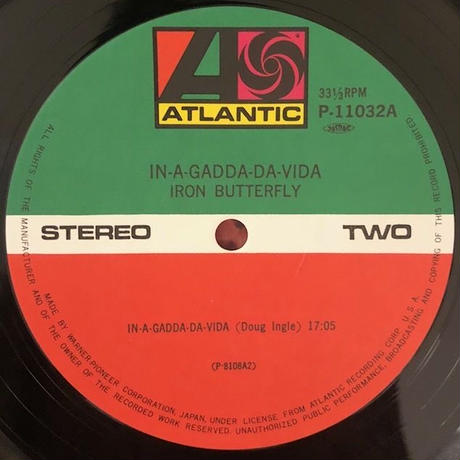 ATLANTIC
33⅓RPM
P-11032A
IN-A-GADDA-DA-VIDA
IRON BUTTERFLY
STEREO
TWO
IN-A-GADDA-DA-VIDA (Doug Ingle) 17:05
(P-8108A2)
ALL RIGHTS OF THE MANUFACTURER AND OF THE OWNER OF THE RECORDED WORK RESERVED. UNAUTHORIZED PUBLIC PERFORMANCE, BROADCASTING AND COPYING OF THIS RECORD PROHIBITED.
MADE BY WARNER-PIONEER CORPORATION, JAPAN, UNDER LICENSE FROM ATLANTIC RECORDING CORP. U.S.A.